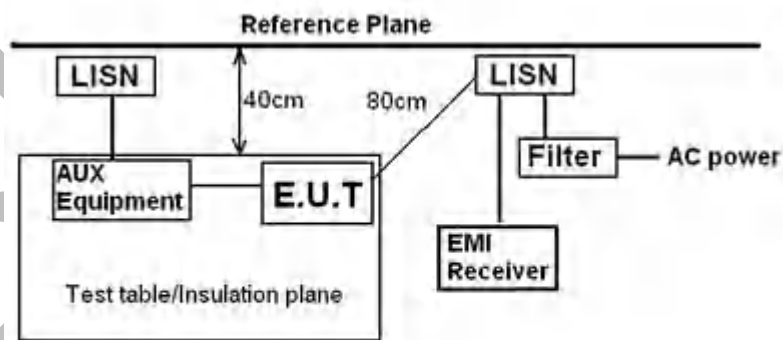 Reference Plane
LISN
40cm
80cm
LISN
Filter
AC power
AUX
Equipment
E.U.T
EMI
Receiver
Test table/Insulation plane